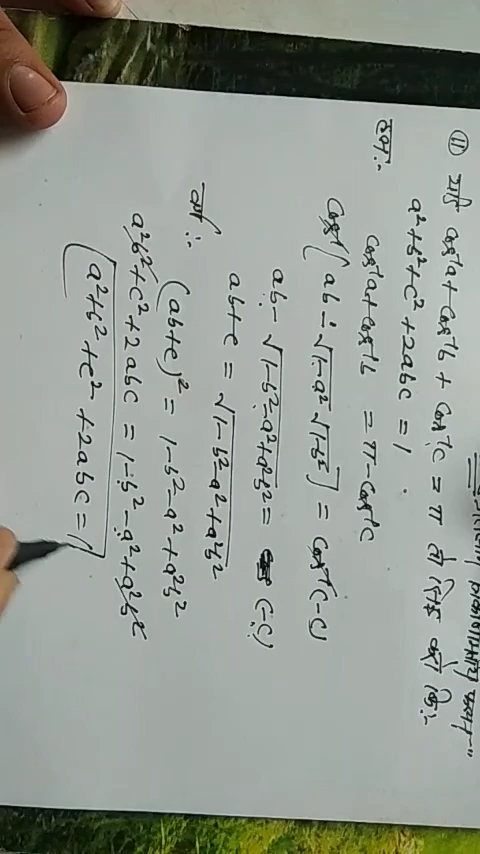 ⑪ यदि cos⁻¹a + cos⁻¹b + cos⁻¹c = π तो सिद्ध करो कि:-
a² + b² + c² + 2abc = 1 .
हल:- cos⁻¹a + cos⁻¹b = π - cos⁻¹c
cos⁻¹(ab - √1-a² √1-b²) = cos⁻¹(-c)
ab - √1-b²-a²+a²b² = (-c)
ab+c = √1-b²-a²+a²b²
वर्ग :- (ab+c)² = 1-b²-a²+a²b²
a²b² + c² + 2abc = 1-b²-a²+a²b²
a² + b² + c² + 2abc = 1